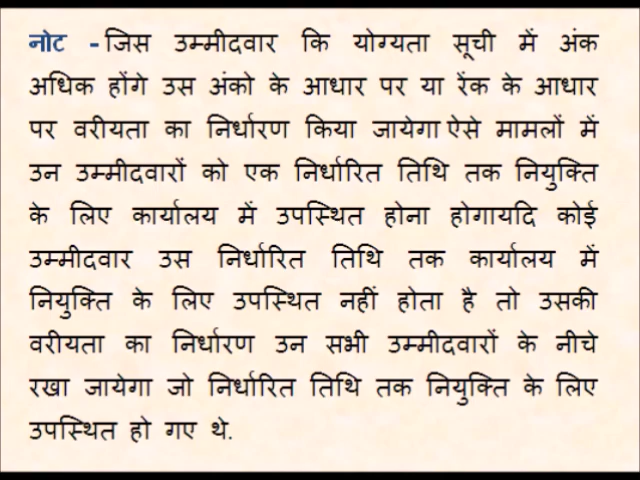 नोट - जिस उम्मीदवार कि योग्यता सूची में अंक
अधिक होंगे उस अंको के आधार पर या रेंक के आधार
पर वरीयता का निर्धारण किया जायेगा ऐसे मामलों में
उन उम्मीदवारों को एक निर्धारित तिथि तक नियुक्ति
के लिए कार्यालय में उपस्थित होना होगायदि कोई
उम्मीदवार उस निर्धारित तिथि तक कार्यालय में
नियुक्ति के लिए उपस्थित नहीं होता है तो उसकी
वरीयता का निर्धारण उन सभी उम्मीदवारों के नीचे
रखा जायेगा जो निर्धारित तिथि तक नियुक्ति के लिए
उपस्थित हो गए थे.